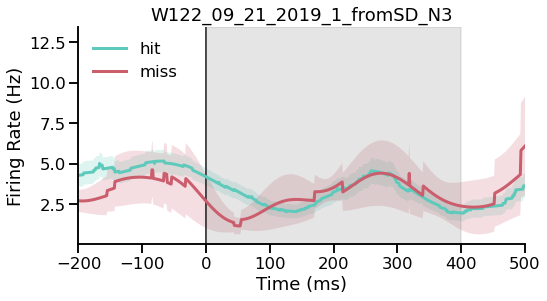 W122_09_21_2019_1_fromSD_N3
12.5
10.0
7.5
5.0
2.5
Firing Rate (Hz)
hit
miss
−200 −100 0 100 200 300 400 500
Time (ms)